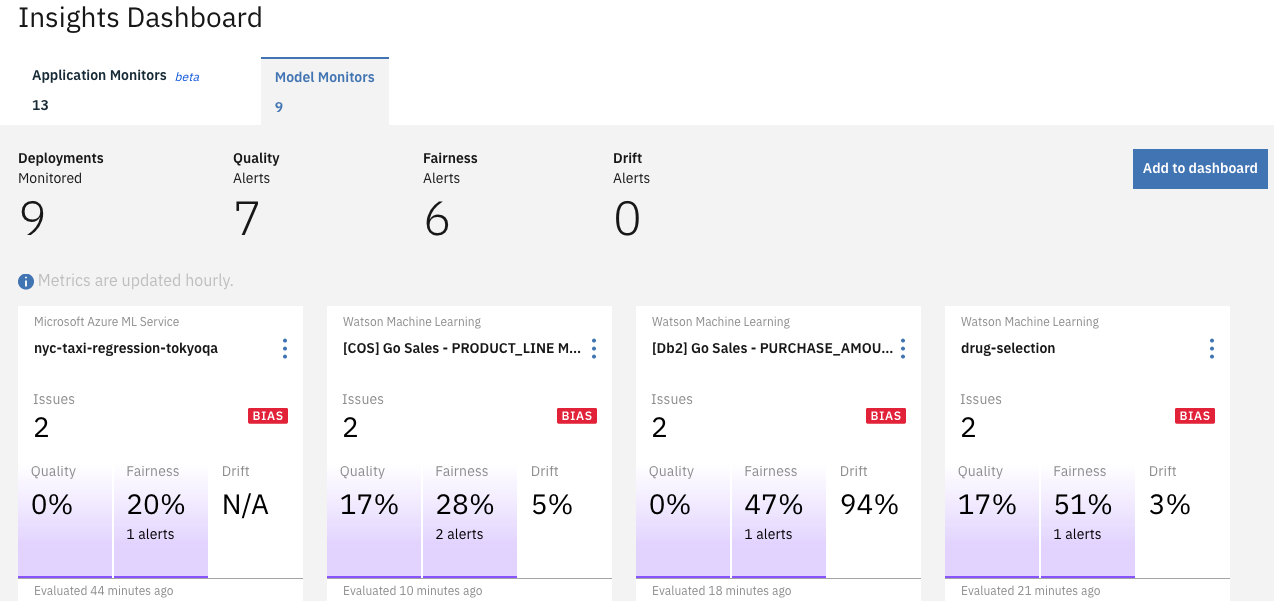 Insights Dashboard
Application Monitors beta
13
Model Monitors
9
Deployments
Monitored
9
Quality
Alerts
7
Fairness
Alerts
6
Drift
Alerts
0
Add to dashboard
Metrics are updated hourly.
Microsoft Azure ML Service
nyc-taxi-regression-tokyoqa
Issues
2
BIAS
Quality
0%
Fairness
20%
1 alerts
Drift
N/A
Evaluated 44 minutes ago
Watson Machine Learning
[COS] Go Sales - PRODUCT_LINE M...
Issues
2
BIAS
Quality
17%
Fairness
28%
2 alerts
Drift
5%
Evaluated 10 minutes ago
Watson Machine Learning
[Db2] Go Sales - PURCHASE_AMOU...
Issues
2
BIAS
Quality
0%
Fairness
47%
1 alerts
Drift
94%
Evaluated 18 minutes ago
Watson Machine Learning
drug-selection
Issues
2
BIAS
Quality
17%
Fairness
51%
1 alerts
Drift
3%
Evaluated 21 minutes ago